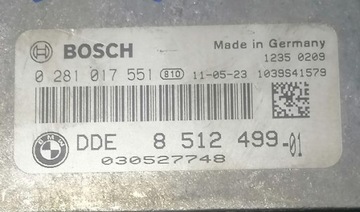 BOSCH Made in Germany
1235 0209
0 281 017 551 810 11-05-23 1039S41579
BMW DDE 8 512 499-01
030527748